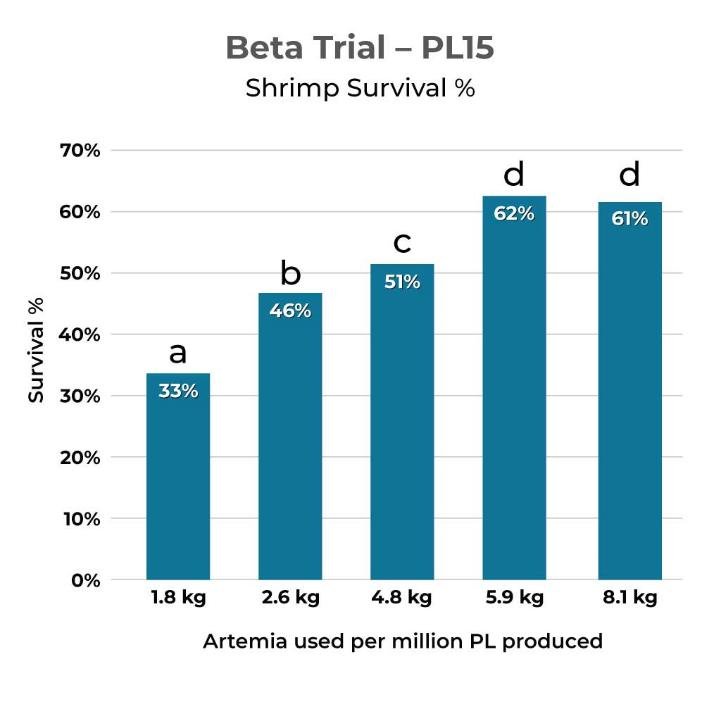 Beta Trial – PL15
Shrimp Survival %
70%
60%
50%
40%
30%
20%
10%
0%
Survival %
a
b
c
d
d
33%
46%
51%
62%
61%
1.8 kg
2.6 kg
4.8 kg
5.9 kg
8.1 kg
Artemia used per million PL produced